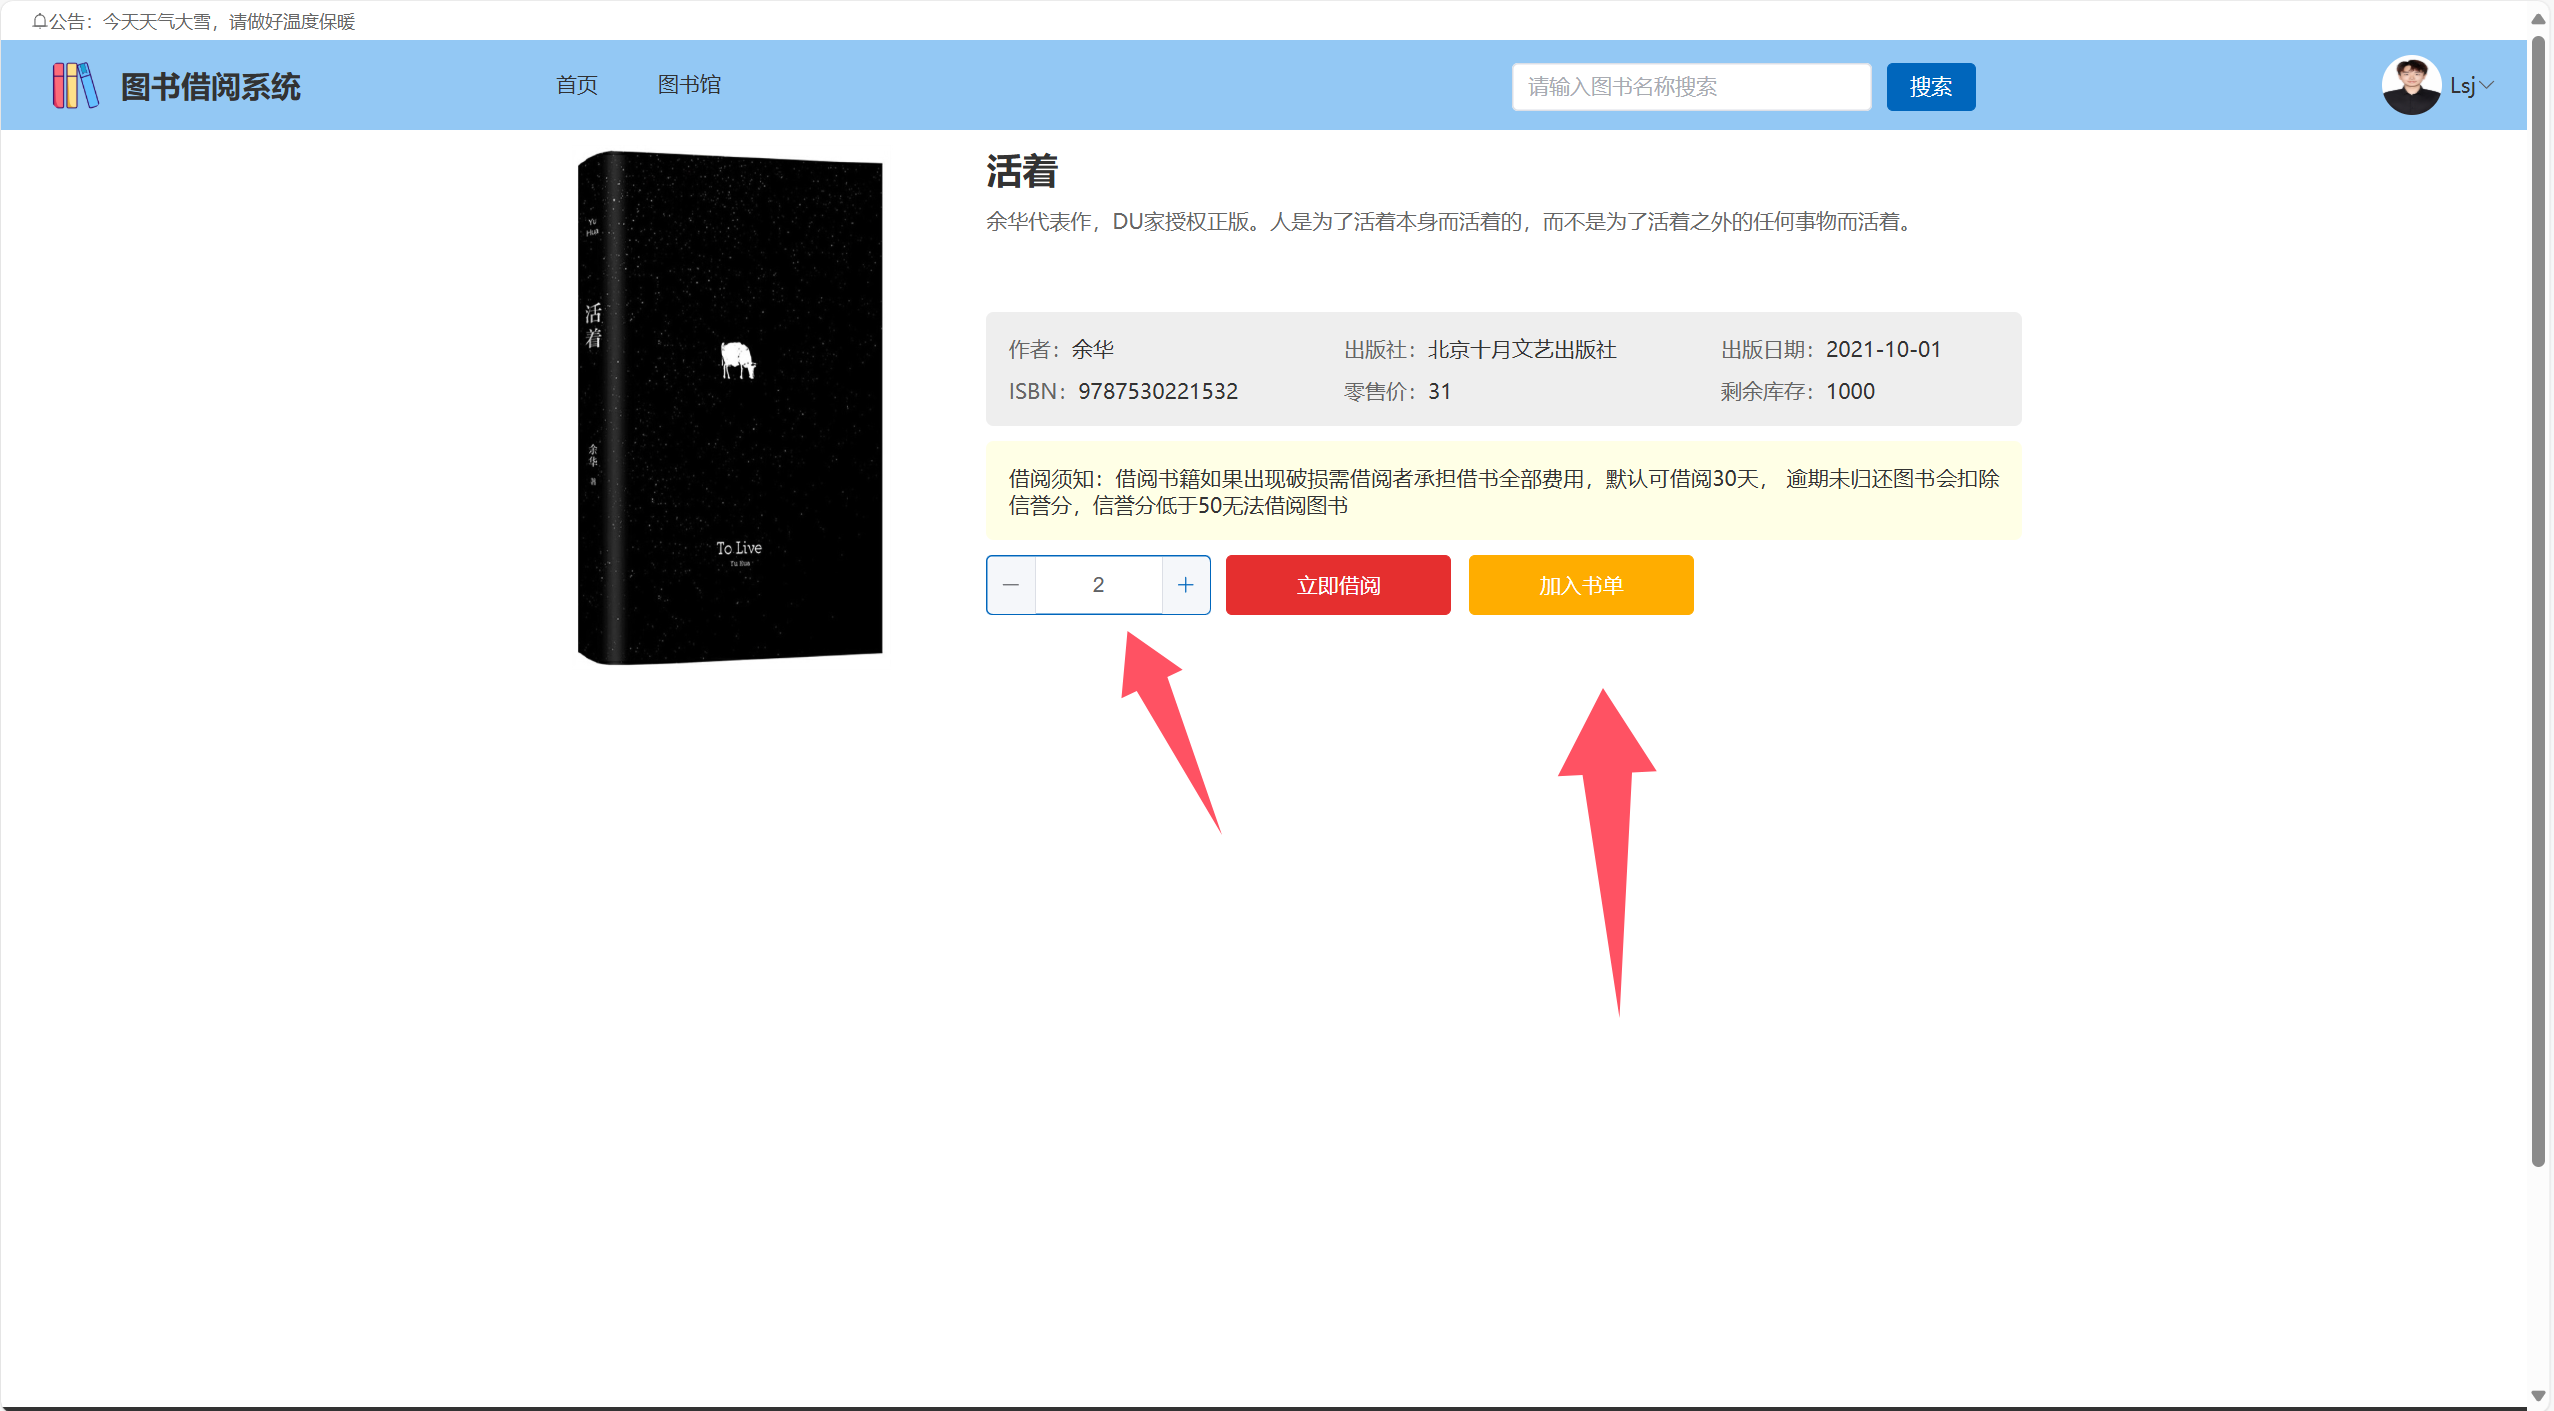 公告：今天天气大雪，请做好温度保暖
图书借阅系统
首页
图书馆
请输入图书名称搜索
搜索
Lsj
Yu
Hua
活着
余华 著
To Live
Yu Hua
活着
余华代表作，DU家授权正版。人是为了活着本身而活着的，而不是为了活着之外的任何事物而活着。
作者：余华
出版社：北京十月文艺出版社
出版日期：2021-10-01
ISBN：9787530221532
零售价：31
剩余库存：1000
借阅须知：借阅书籍如果出现破损需借阅者承担借书全部费用，默认可借阅30天， 逾期未归还图书会扣除
信誉分，信誉分低于50无法借阅图书
2
立即借阅
加入书单